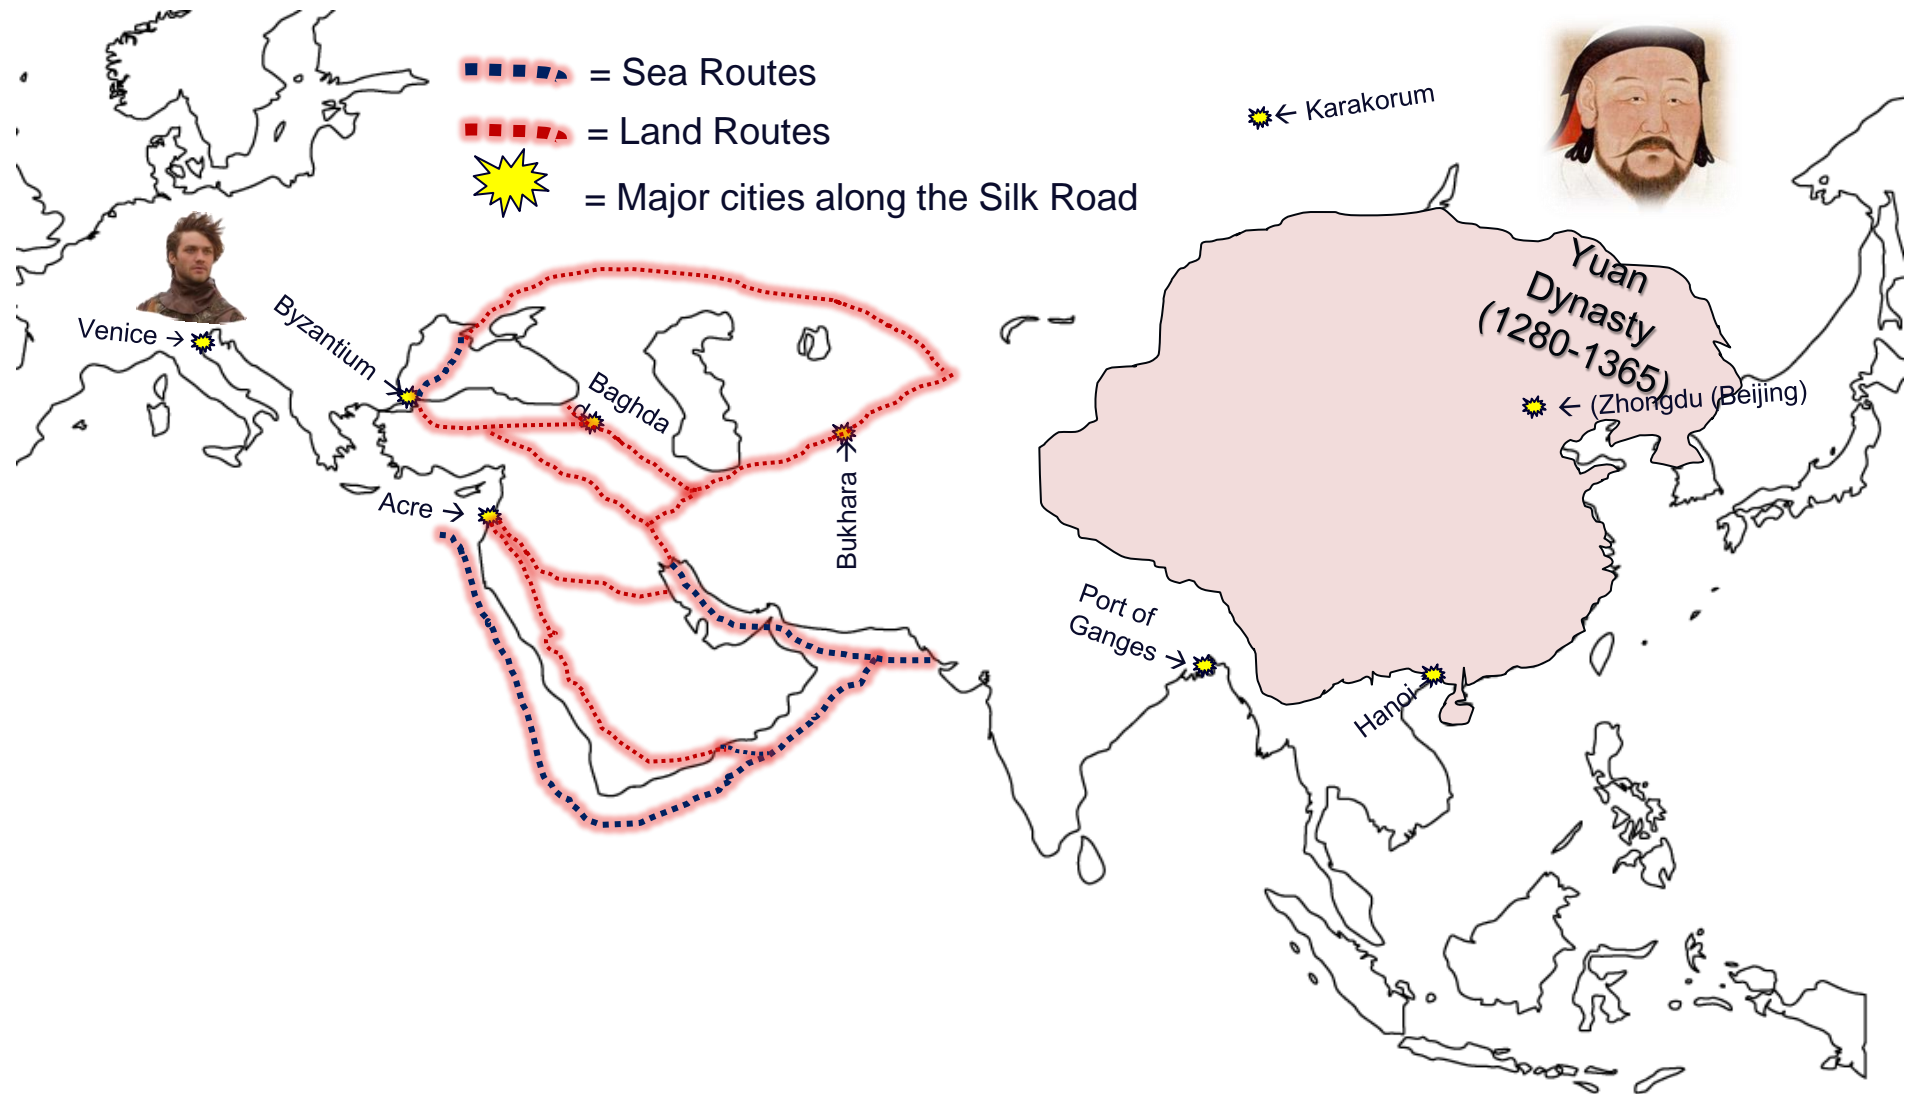 = Sea Routes
= Land Routes
= Major cities along the Silk Road
← Karakorum
Yuan
Dynasty
(1280-1365)
← (Zhongdu (Beijing)
Venice →
Byzantium →
Baghda
d→
Acre →
Bukhara →
Port of
Ganges →
Hanoi →